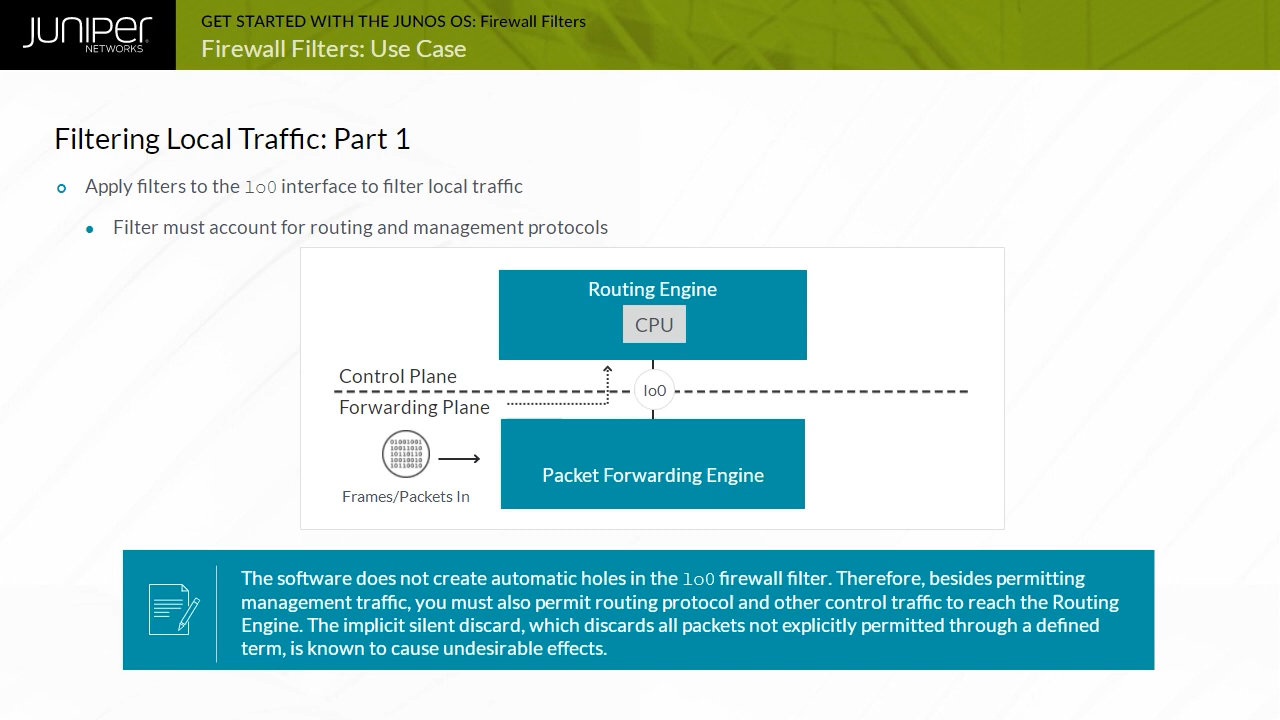 JUNIPER
NETWORKS
GET STARTED WITH THE JUNOS OS: Firewall Filters
Firewall Filters: Use Case
Filtering Local Traffic: Part 1
Apply filters to the lo0 interface to filter local traffic
Filter must account for routing and management protocols
Routing Engine
CPU
Control Plane
lo0
Forwarding Plane
01001001
10011010
10110110
10010010
10110010
Packet Forwarding Engine
Frames/Packets In
The software does not create automatic holes in the lo0 firewall filter. Therefore, besides permitting
management traffic, you must also permit routing protocol and other control traffic to reach the Routing
Engine. The implicit silent discard, which discards all packets not explicitly permitted through a defined
term, is known to cause undesirable effects.